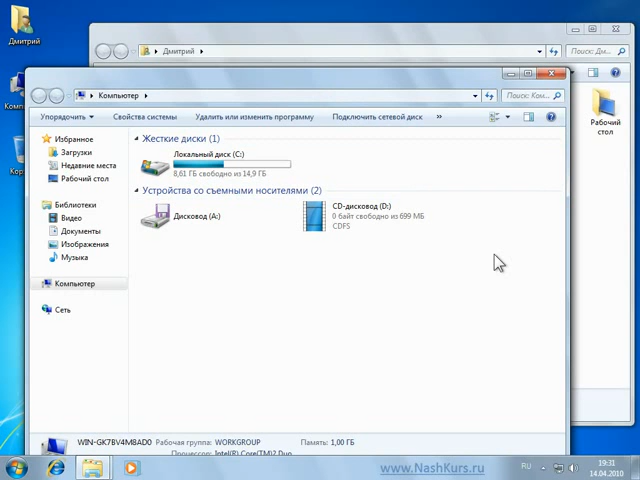 Дмитрий
Дмитрий
Поиск: Дм...
Компьютер
Поиск: Ком...
Упорядочить
Свойства системы
Удалить или изменить программу
Подключить сетевой диск
»
Избранное
Загрузки
Недавние места
Рабочий стол
Библиотеки
Видео
Документы
Изображения
Музыка
Компьютер
Сеть
Жесткие диски (1)
Локальный диск (C:)
8,61 ГБ свободно из 14,9 ГБ
Устройства со съемными носителями (2)
Дисковод (A:)
CD-дисковод (D:)
0 байт свободно из 699 МБ
CDFS
Рабочий
стол
WIN-GK7BV4M8AD0 Рабочая группа: WORKGROUP Память: 1,00 ГБ
Процессор: Intel(R) Core(TM)2 Duo
www.NashKurs.ru
RU
19:31
14.04.2010